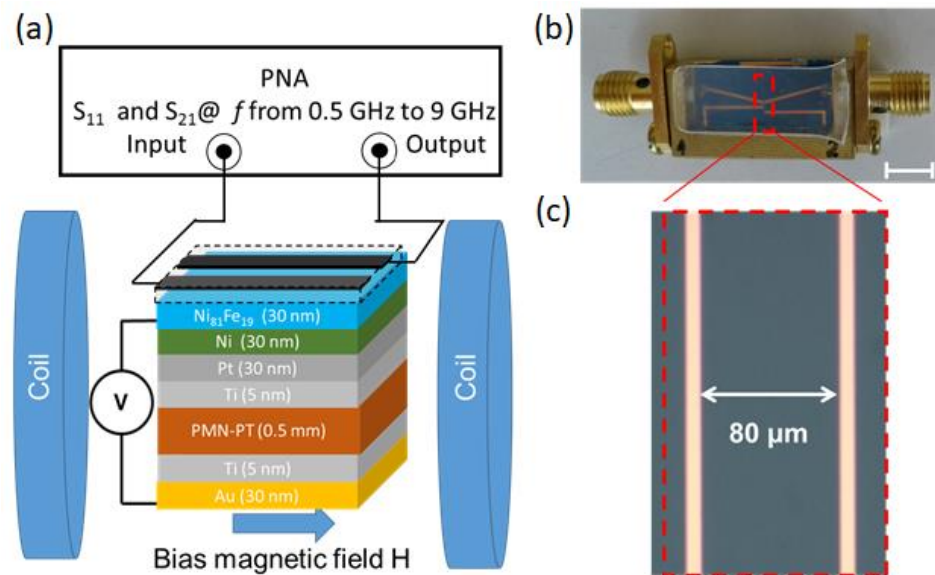 (a)
PNA
S₁₁ and S₂₁@ f from 0.5 GHz to 9 GHz
Input Output
Coil
V
Ni₈₁Fe₁₉ (30 nm)
Ni (30 nm)
Pt (30 nm)
Ti (5 nm)
PMN-PT (0.5 mm)
Ti (5 nm)
Au (30 nm)
Coil
Bias magnetic field H
(b)
2
(c)
80 µm